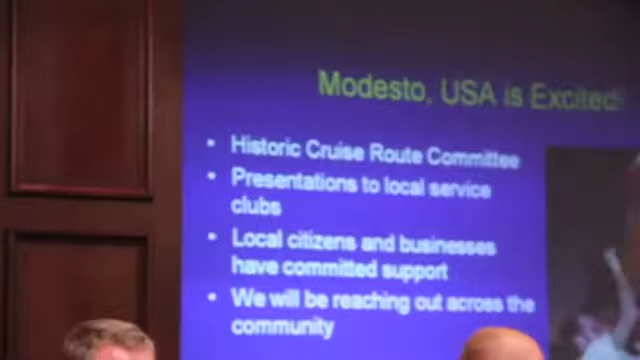 Modesto, USA is Excited!
• Historic Cruise Route Committee
• Presentations to local service
clubs
• Local citizens and businesses
have committed support
• We will be reaching out across the
community